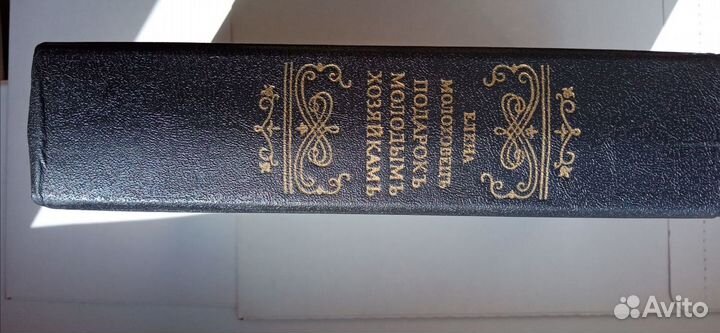 ЕЛЕНА
МОЛОХОВЕЦЪ
ПОДАРОКЪ
МОЛОДЫМЪ
ХОЗЯЙКАМЪ
Avito